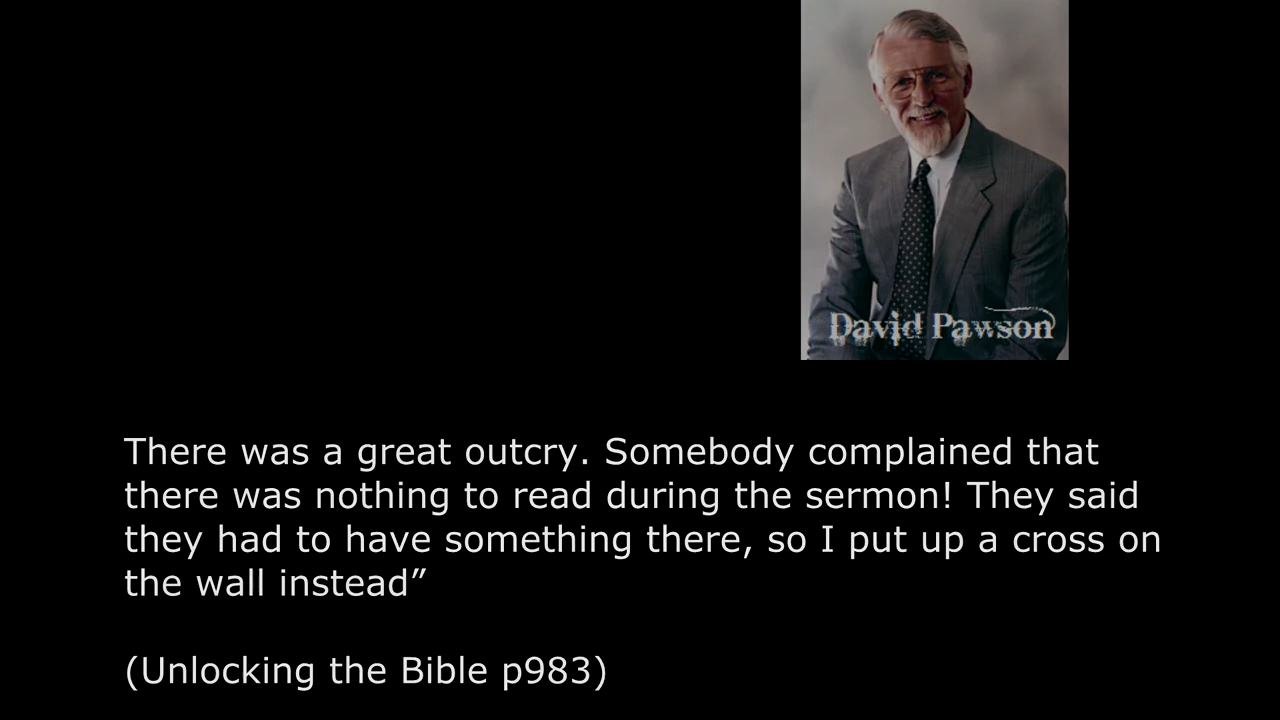 David Pawson
There was a great outcry. Somebody complained that
there was nothing to read during the sermon! They said
they had to have something there, so I put up a cross on
the wall instead”
(Unlocking the Bible p983)